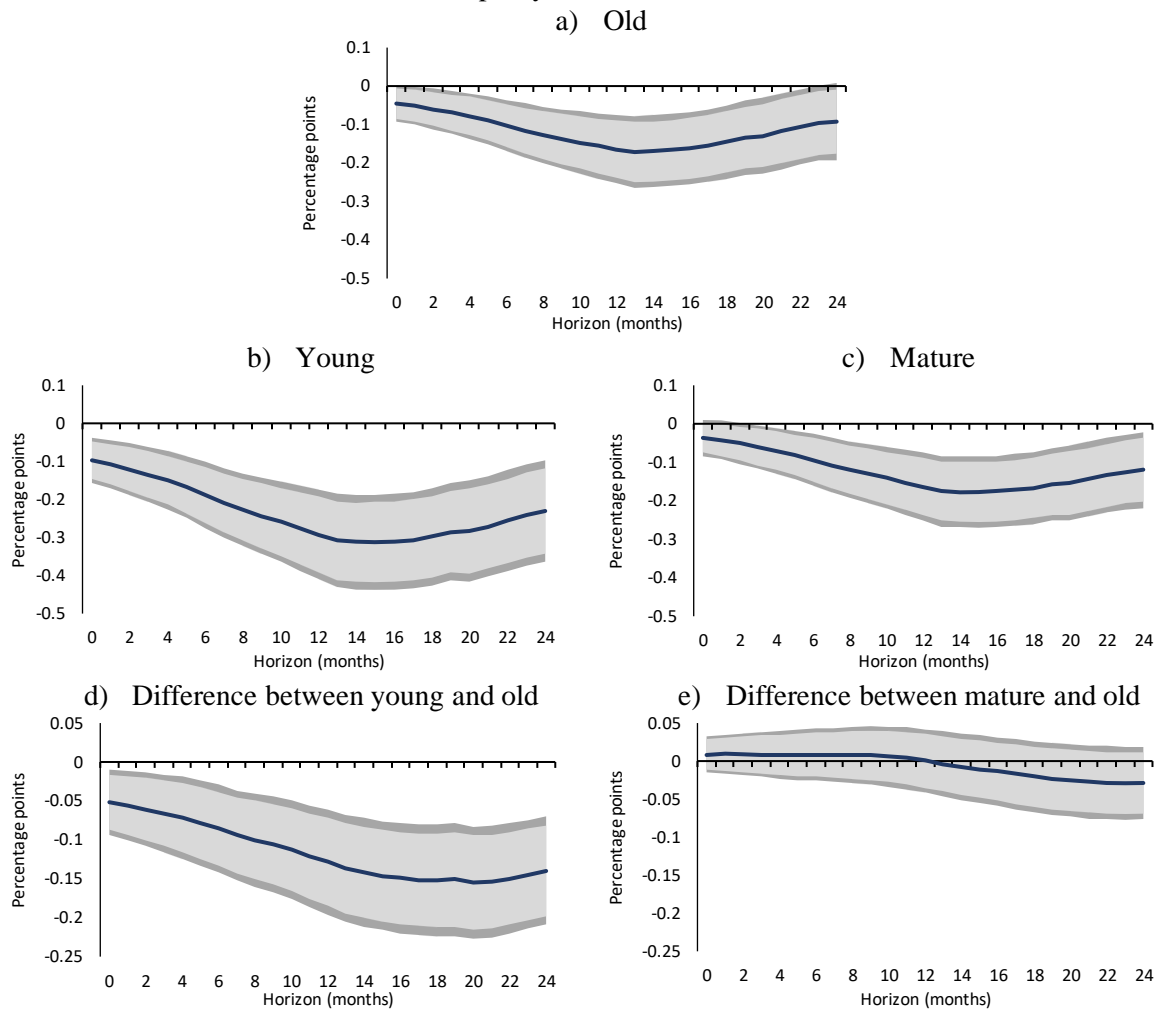 a) Old
0.1
0
-0.1
-0.2
-0.3
-0.4
-0.5
Percentage points
0 2 4 6 8 10 12 14 16 18 20 22 24
Horizon (months)
b) Young
0.1
0
-0.1
-0.2
-0.3
-0.4
-0.5
Percentage points
0 2 4 6 8 10 12 14 16 18 20 22 24
Horizon (months)
c) Mature
0.1
0
-0.1
-0.2
-0.3
-0.4
-0.5
Percentage points
0 2 4 6 8 10 12 14 16 18 20 22 24
Horizon (months)
d) Difference between young and old
0.05
0
-0.05
-0.1
-0.15
-0.2
-0.25
Percentage points
0 2 4 6 8 10 12 14 16 18 20 22 24
Horizon (months)
e) Difference between mature and old
0.05
0
-0.05
-0.1
-0.15
-0.2
-0.25
Percentage points
0 2 4 6 8 10 12 14 16 18 20 22 24
Horizon (months)